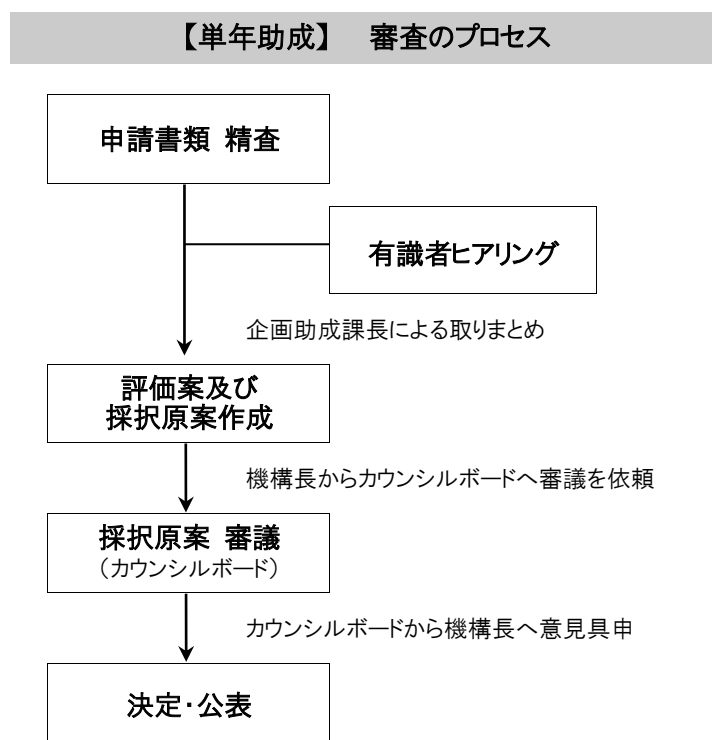 【単年助成】　審査のプロセス
申請書類 精査
有識者ヒアリング
企画助成課長による取りまとめ
評価案及び
採択原案作成
機構長からカウンシルボードへ審議を依頼
採択原案 審議
（カウンシルボード）
カウンシルボードから機構長へ意見具申
決定・公表